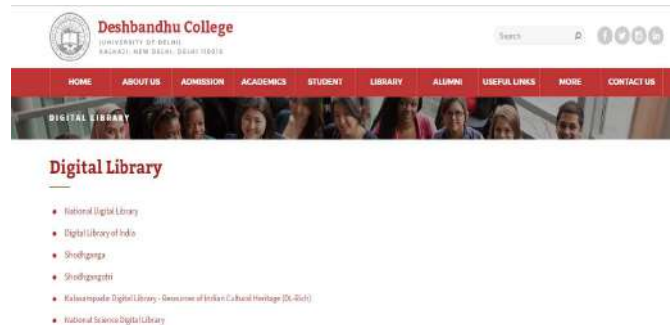 Deshbandhu College
(UNIVERSITY OF DELHI)
KALKAJI, NEW DELHI, DELHI 110019
Search
HOME ABOUT US ADMISSION ACADEMICS STUDENT LIBRARY ALUMNI USEFUL LINKS MORE CONTACT US
DIGITAL LIBRARY
Digital Library
National Digital Library
Digital Library of India
Shodhganga
Shodhgangotri
Kalasampada: Digital Library - Resources of Indian Cultural Heritage (DL-Rich)
National Science Digital Library